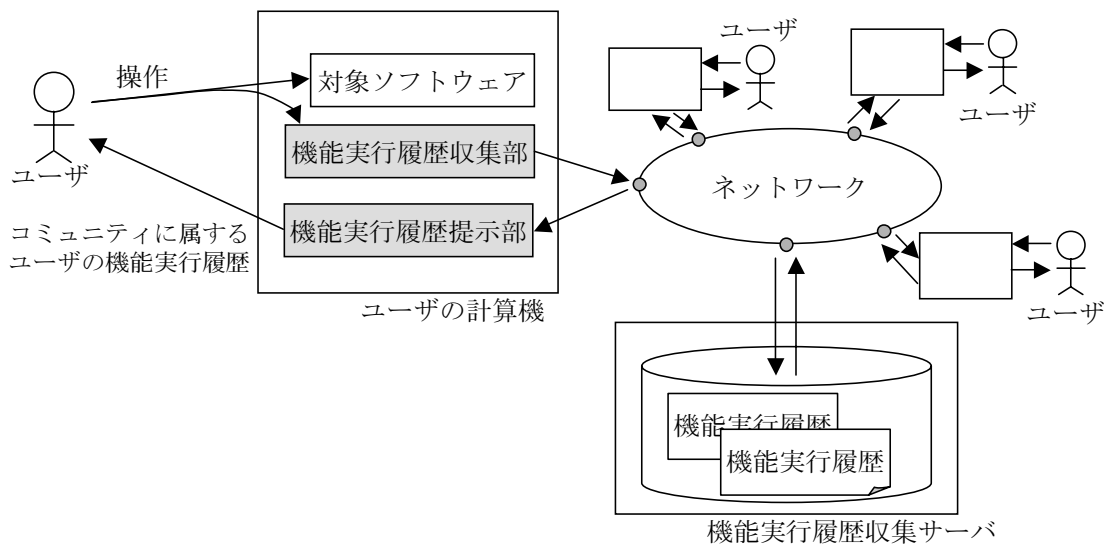 操作
対象ソフトウェア
機能実行履歴収集部
ユーザ
機能実行履歴提示部
コミュニティに属する
ユーザの機能実行履歴
ユーザの計算機
ユーザ
ユーザ
ネットワーク
ユーザ
機能実行履歴
機能実行履歴
機能実行履歴収集サーバ